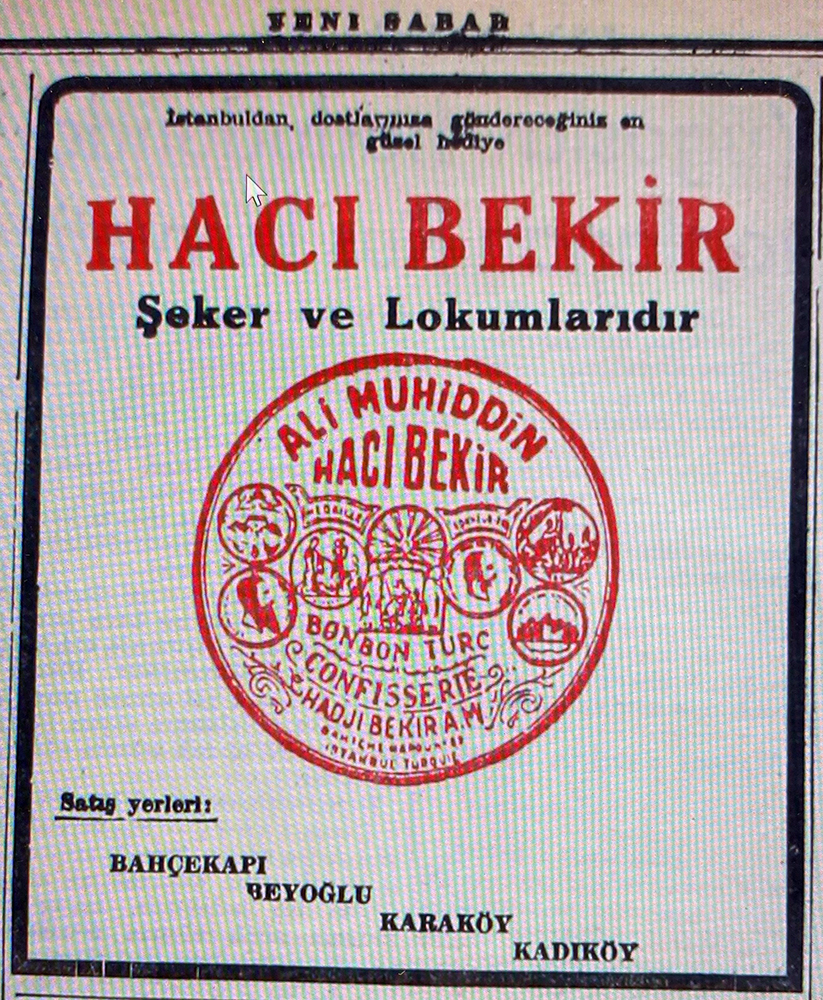 YENİ SABAH
İstanbuldan, dostlarınıza göndereceğiniz en
güzel hediye
HACI BEKİR
Şeker ve Lokumlarıdır
ALİ MUHİDDİN
HACI BEKİR
BONBON TURC
CONFISSERIE
HADJI BEKİR A.M.
ISTANBUL TURQUIE
Satış yerleri:
BAHÇEKAPI
BEYOĞLU
KARAKÖY
KADIKÖY